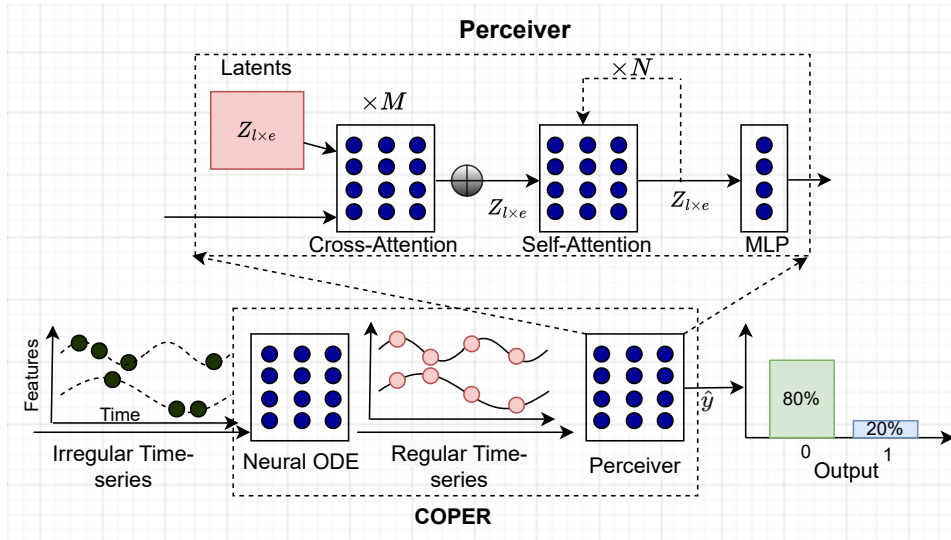 Perceiver
Latents
×N
×M
Z_{l×e}
Z_{l×e}
Z_{l×e}
Cross-Attention
Self-Attention
MLP
Features
Time
ŷ
80%
20%
0
1
Irregular Time-
series
Neural ODE
Regular Time-
series
Perceiver
Output
COPER